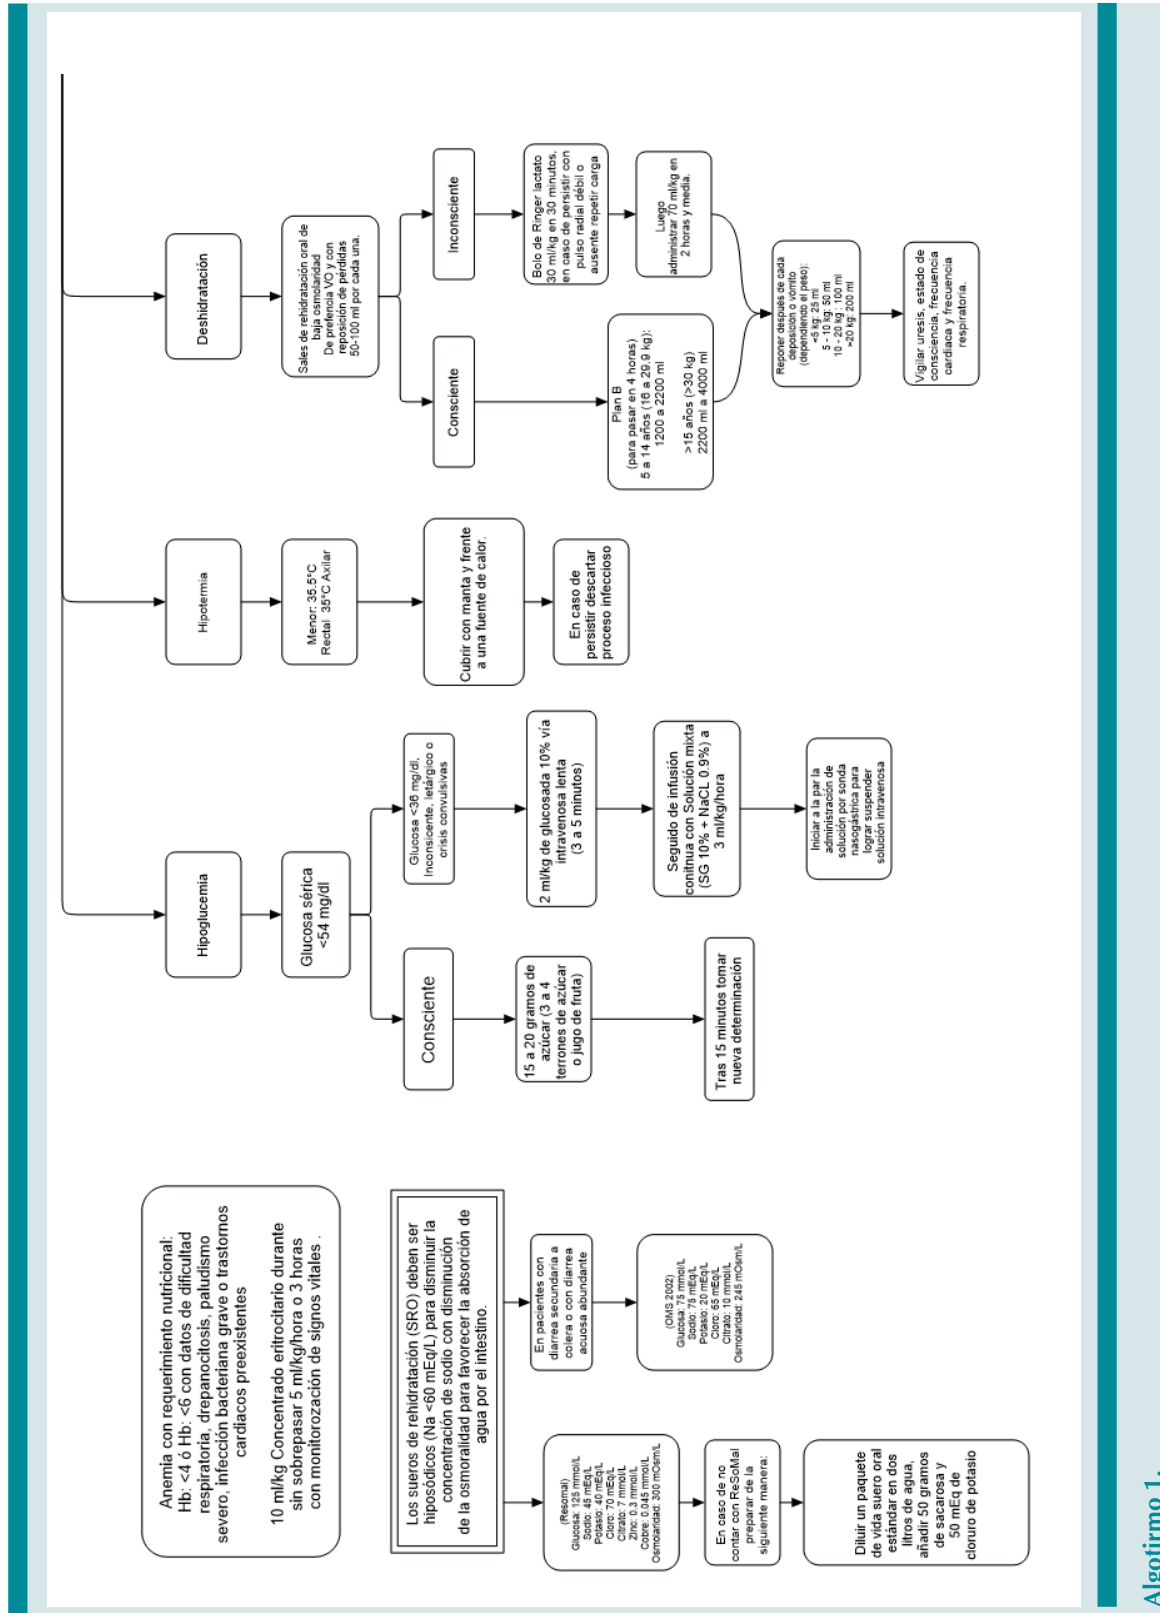 Anemia con requerimiento nutricional:
Hb: <4 ó Hb: <6 con datos de dificultad
respiratoria, drepanocitosis, paludismo
severo, infección bacteriana grave o trastornos
cardiacos preexistentes
10 ml/kg Concentrado eritrocitario durante
sin sobrepasar 5 ml/kg/hora o 3 horas
con monitorozación de signos vitales .
Los sueros de rehidratación (SRO) deben ser
hiposódicos (Na <60 mEq/L) para disminuir la
concentración de sodio con disminución
de la osmoralidad para favorecer la absorción de
agua por el intestino.
(Resomal)
Glucosa: 125 mmol/L
Sodio: 45 mEq/L
Potasio: 40 mEq/L
Cloro: 70 mEq/L
Citrato: 7 mmol/L
Zinc: 0.3 mmol/L
Cobre: 0.045 mmol/L
Osmolaridad: 300 mOsm/L
En caso de no
contar con ReSoMal
preparar de la
siguiente manera:
Diluir un paquete
de vida suero oral
estándar en dos
litros de agua,
añadir 50 gramos
de sacarosa y
50 mEq de
cloruro de potasio
En pacientes con
diarrea secundaria a
colera o con diarrea
acuosa abundante
(OMS 2002)
Glucosa: 75 mmol/L
Sodio: 75 mEq/L
Potasio: 20 mEq/L
Cloro: 65 mEq/L
Citrato: 10 mmol/L
Osmolaridad: 245 mOsm/L
Hipoglucemia
Glucosa sérica
<54 mg/dl
Consciente
15 a 20 gramos de
azúcar (3 a 4
terrones de azúcar
o jugo de fruta)
Tras 15 minutos tomar
nueva determinación
Glucosa <36 mg/dl,
Inconsicente, letárgico o
crisis convulsivas
2 ml/kg de glucosada 10% vía
intravenosa lenta
(3 a 5 minutos)
Seguido de infusión
conitnua con Solución mixta
(SG 10% + NaCL 0.9%) a
3 ml/kg/hora
Iniciar a la par la
administración de
solución por sonda
nasogástrica para
lograr suspender
solución intravenosa
Hipotermia
Menor: 35.5°C
Rectal 35°C Axilar
Cubrir con manta y frente
a una fuente de calor.
En caso de
persistir descartar
proceso infeccioso
Deshidratación
Sales de rehidratación oral de
baja osmolaridad
De prefencia VO y con
reposición de pérdidas
50-100 ml por cada una.
Consciente
Plan B
(para pasar en 4 horas)
5 a 14 años (16 a 29.9 kg):
1200 a 2200 ml
>15 años (>30 kg)
2200 ml a 4000 ml
Inconsciente
Bolo de Ringer lactato
30 ml/kg en 30 minutos,
en caso de persistir con
pulso radial débil o
ausente repetir carga
Luego
administrar 70 ml/kg en
2 horas y media.
Reponer después de cada
deposición o vómito
(dependiendo el peso):
<5 kg: 25 ml
5 - 10 kg: 50 ml
10 - 20 kg : 100 ml
>20 kg: 200 ml
Vigilar uresis, estado de
consciencia, frecuencia
cardiaca y frecuencia
respiratoria.
Algotirmo 1.